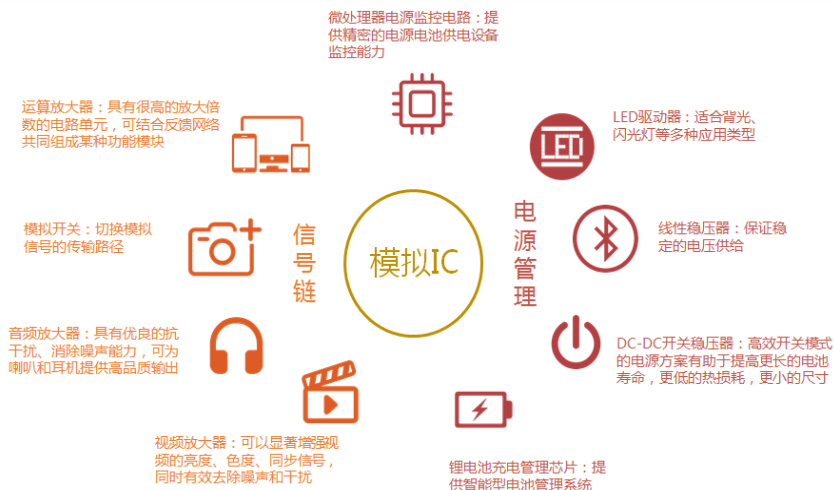 微处理器电源监控电路：提
供精密的电源电池供电设备
监控能力
运算放大器：具有很高的放大倍
数的电路单元，可结合反馈网络
共同组成某种功能模块
LED驱动器：适合背光、
闪光灯等多种应用类型
LED
模拟开关：切换模拟
信号的传输路径
信号链
模拟IC
电源管理
线性稳压器：保证稳
定的电压供给
音频放大器：具有优良的抗
干扰、消除噪声能力，可为
喇叭和耳机提供高品质输出
DC-DC开关稳压器：高效开关模式
的电源方案有助于提高更长的电池
寿命，更低的热损耗，更小的尺寸
视频放大器：可以显著增强视
频的亮度、色度、同步信号，
同时有效去除噪声和干扰
锂电池充电管理芯片：提
供智能型电池管理系统